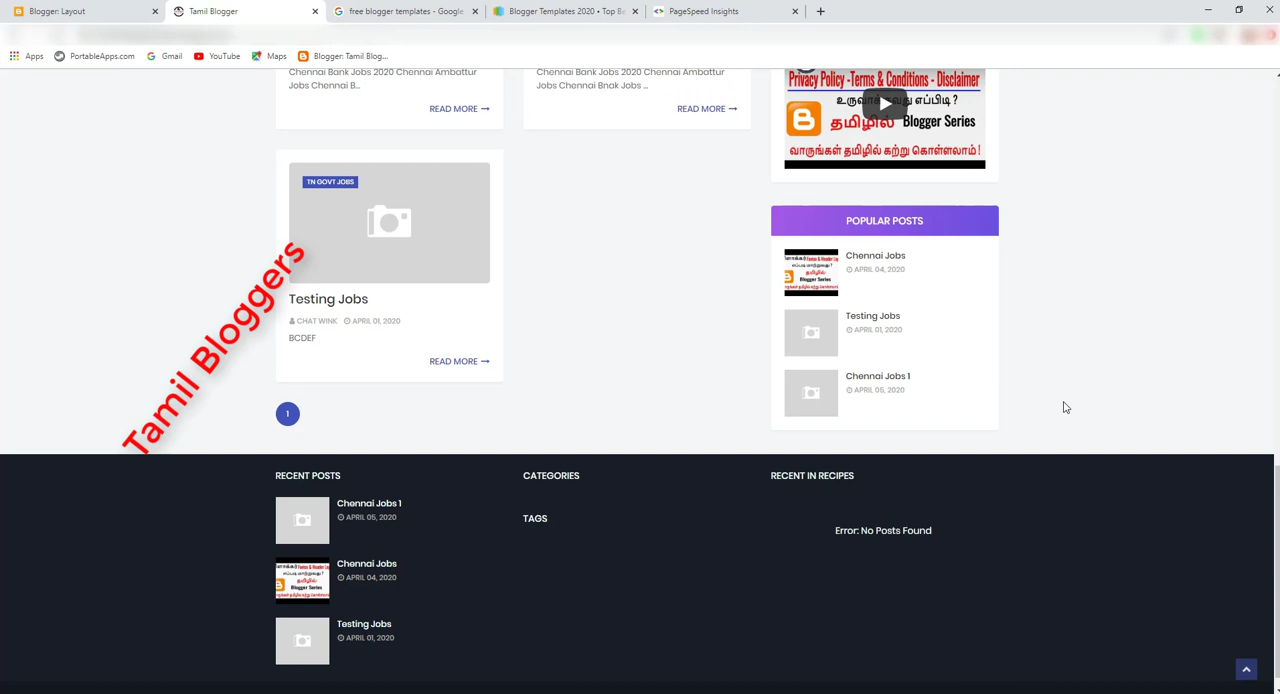 Blogger: Layout
Tamil Blogger
free blogger templates - Google
Blogger Templates 2020 • Top Be
PageSpeed Insights
Apps
PortableApps.com
Gmail
YouTube
Maps
Blogger: Tamil Blog...
Chennai Bank Jobs 2020 Chennai Ambattur
Jobs Chennai B...
READ MORE
Chennai Bank Jobs 2020 Chennai Ambattur
Jobs Chennai Bnak Jobs ...
READ MORE
Privacy Policy -Terms & Conditions - Disclaimer
உருவாக்குவது எப்பிடி ?
தமிழில் Blogger Series
வாருங்கள் தமிழில் கற்று கொள்ளலாம் !
TN GOVT JOBS
Testing Jobs
CHAT WINK APRIL 01, 2020
BCDEF
READ MORE
1
Tamil Bloggers
POPULAR POSTS
Chennai Jobs
APRIL 04, 2020
Testing Jobs
APRIL 01, 2020
Chennai Jobs 1
APRIL 05, 2020
RECENT POSTS
Chennai Jobs 1
APRIL 05, 2020
Chennai Jobs
APRIL 04, 2020
Testing Jobs
APRIL 01, 2020
CATEGORIES
TAGS
RECENT IN RECIPES
Error: No Posts Found